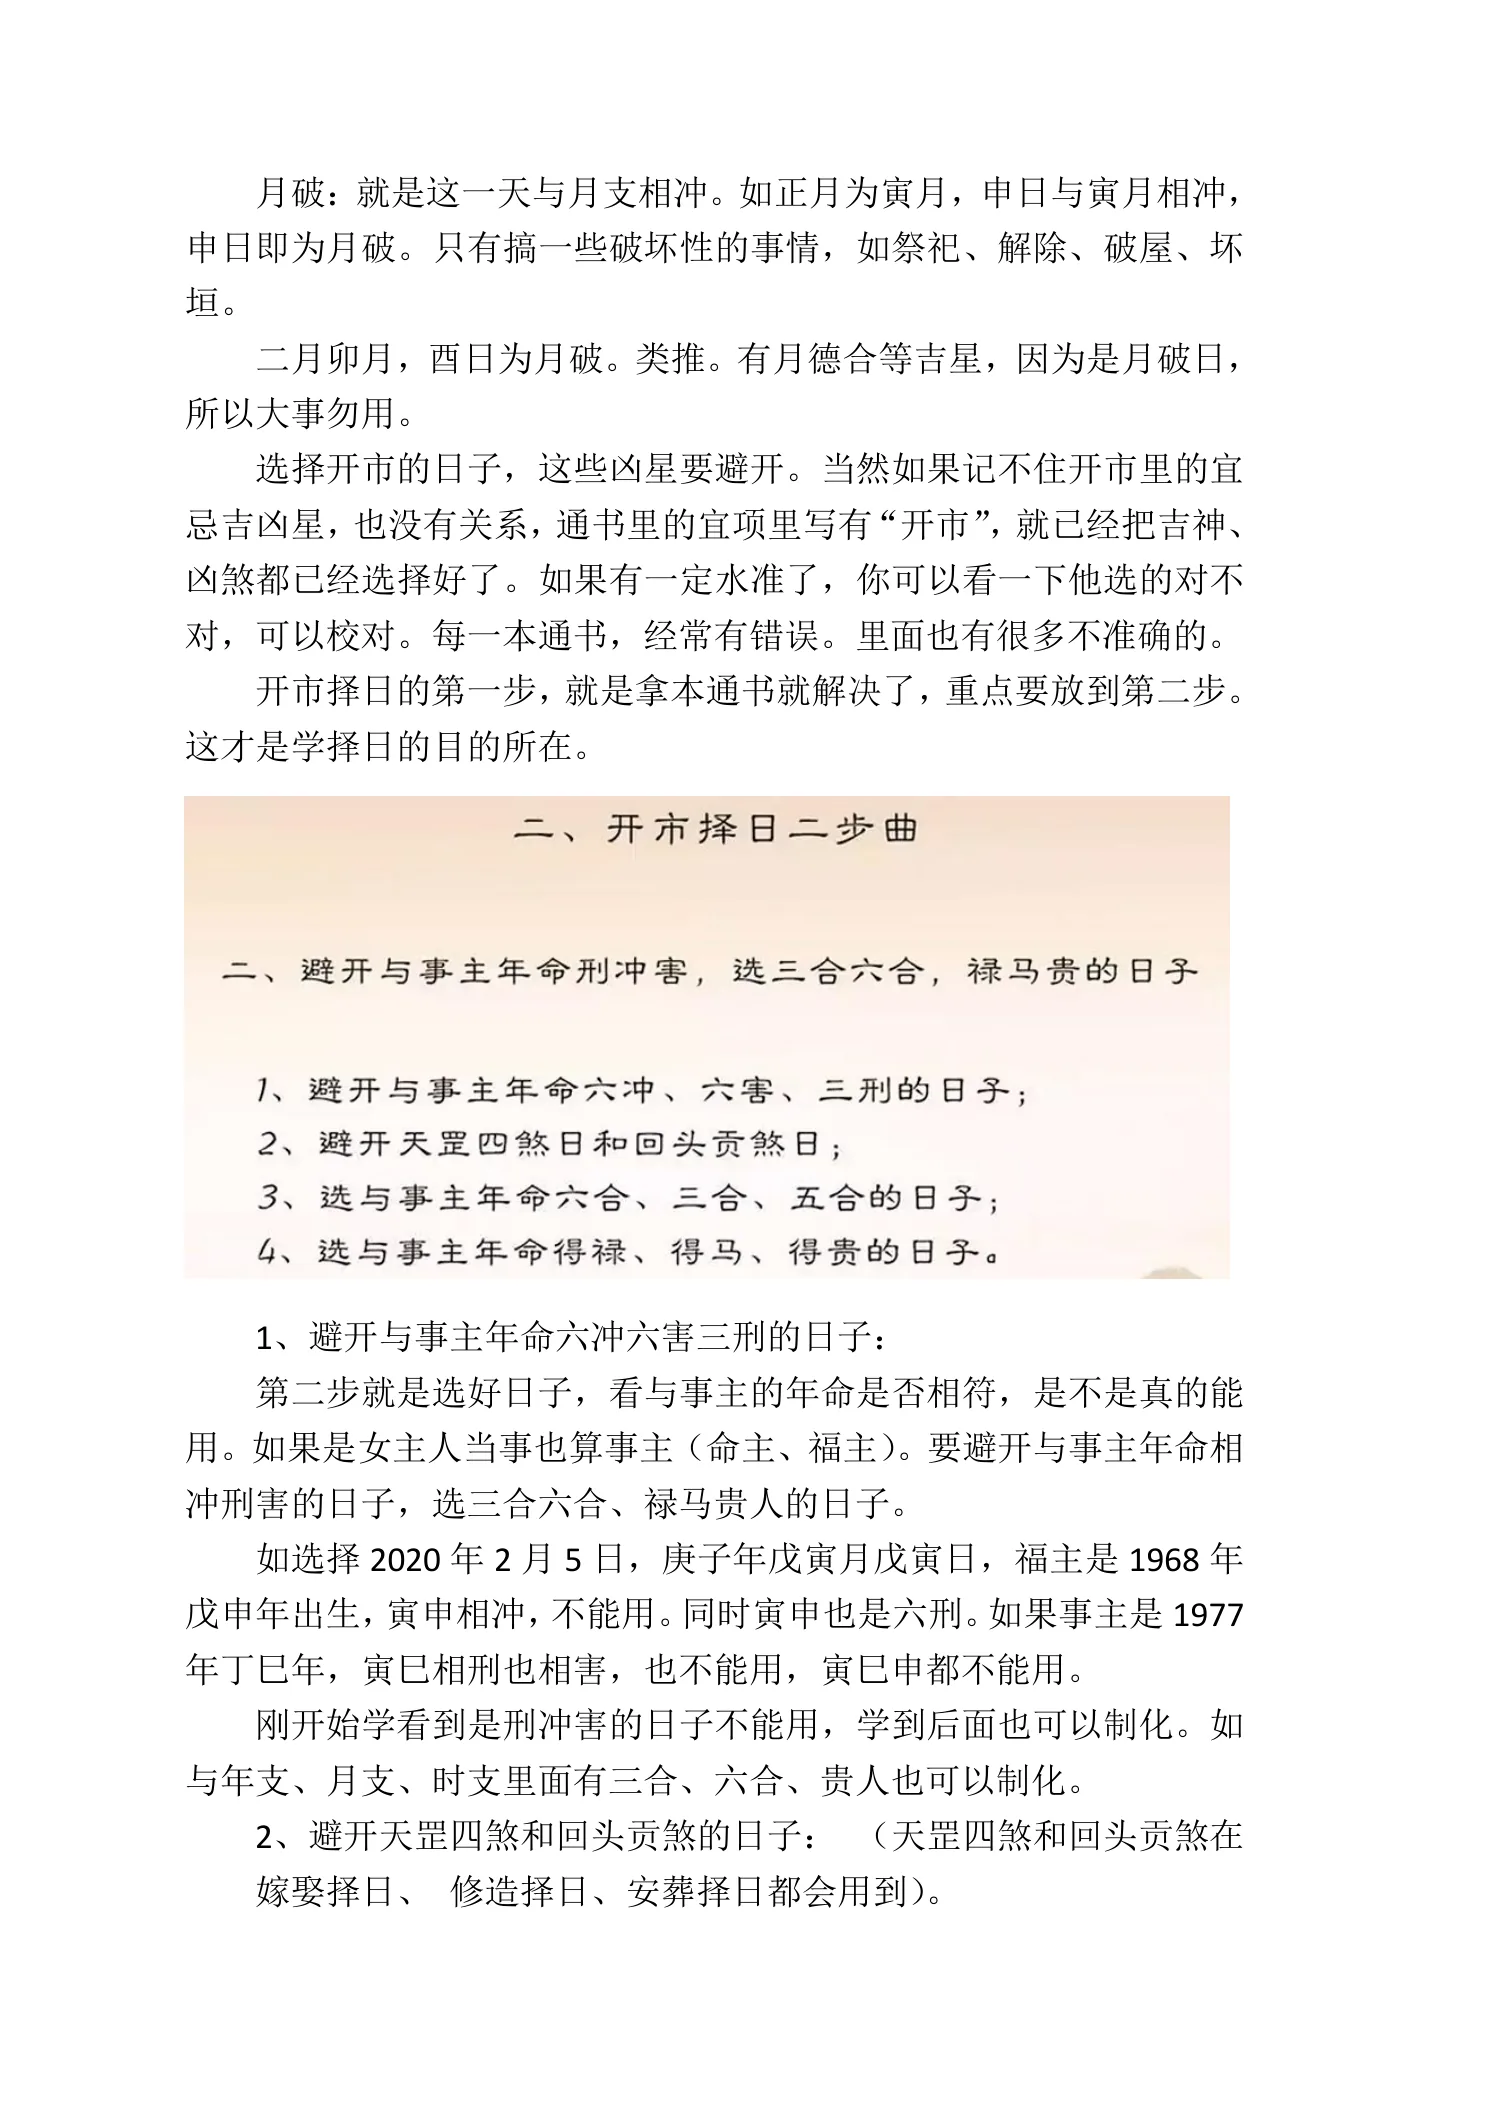 月破：就是这一天与月支相冲。如正月为寅月，申日与寅月相冲，
申日即为月破。只有搞一些破坏性的事情，如祭祀、解除、破屋、坏
垣。
二月卯月，酉日为月破。类推。有月德合等吉星，因为是月破日，
所以大事勿用。
选择开市的日子，这些凶星要避开。当然如果记不住开市里的宜
忌吉凶星，也没有关系，通书里的宜项里写有“开市”，就已经把吉神、
凶煞都已经选择好了。如果有一定水准了，你可以看一下他选的对不
对，可以校对。每一本通书，经常有错误。里面也有很多不准确的。
开市择日的第一步，就是拿本通书就解决了，重点要放到第二步。
这才是学择日的目的所在。
二、开市择日二步曲
二、避开与事主年命刑冲害，选三合六合，禄马贵的日子
1、避开与事主年命六冲、六害、三刑的日子；
2、避开天罡四煞日和回头贡煞日；
3、选与事主年命六合、三合、五合的日子；
4、选与事主年命得禄、得马、得贵的日子。
1、避开与事主年命六冲六害三刑的日子：
第二步就是选好日子，看与事主的年命是否相符，是不是真的能
用。如果是女主人当事也算事主（命主、福主）。要避开与事主年命相
冲刑害的日子，选三合六合、禄马贵人的日子。
如选择 2020 年 2 月 5 日，庚子年戊寅月戊寅日，福主是 1968 年
戊申年出生，寅申相冲，不能用。同时寅申也是六刑。如果事主是 1977
年丁巳年，寅巳相刑也相害，也不能用，寅巳申都不能用。
刚开始学看到是刑冲害的日子不能用，学到后面也可以制化。如
与年支、月支、时支里面有三合、六合、贵人也可以制化。
2、避开天罡四煞和回头贡煞的日子： （天罡四煞和回头贡煞在
嫁娶择日、 修造择日、安葬择日都会用到）。